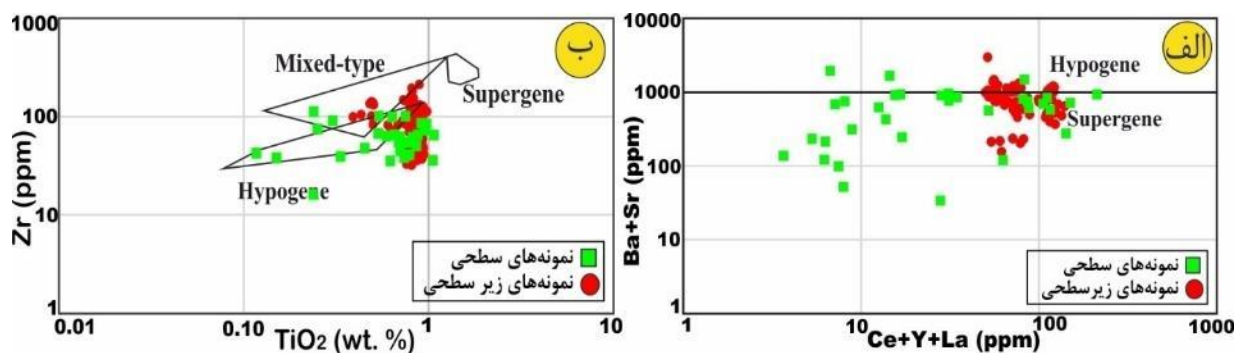 ب
1000
100
10
1
Zr (ppm)
Mixed-type
Supergene
Hypogene
نمونه‌های سطحی
نمونه‌های زیر سطحی
0.01
0.10
1
10
TiO2 (wt. %)
الف
10000
1000
100
10
1
Ba+Sr (ppm)
Hypogene
Supergene
نمونه‌های سطحی
نمونه‌های زیرسطحی
1
10
100
1000
Ce+Y+La (ppm)